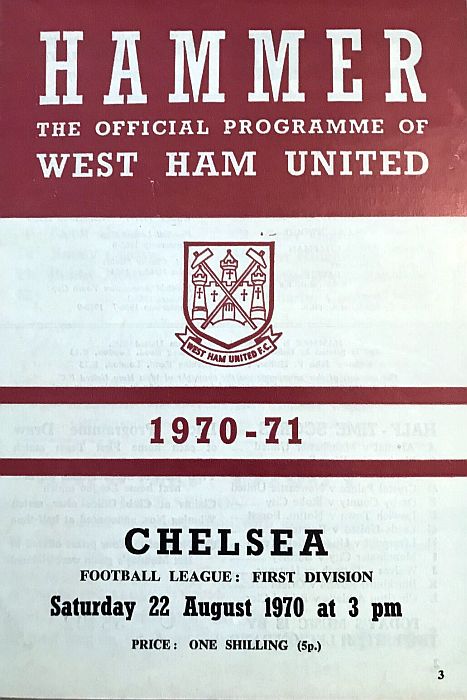 HAMMER
THE OFFICIAL PROGRAMME OF
WEST HAM UNITED
WEST HAM UNITED F.C.
1970-71
CHELSEA
FOOTBALL LEAGUE: FIRST DIVISION
Saturday 22 August 1970 at 3 pm
PRICE: ONE SHILLING (5p.)
3